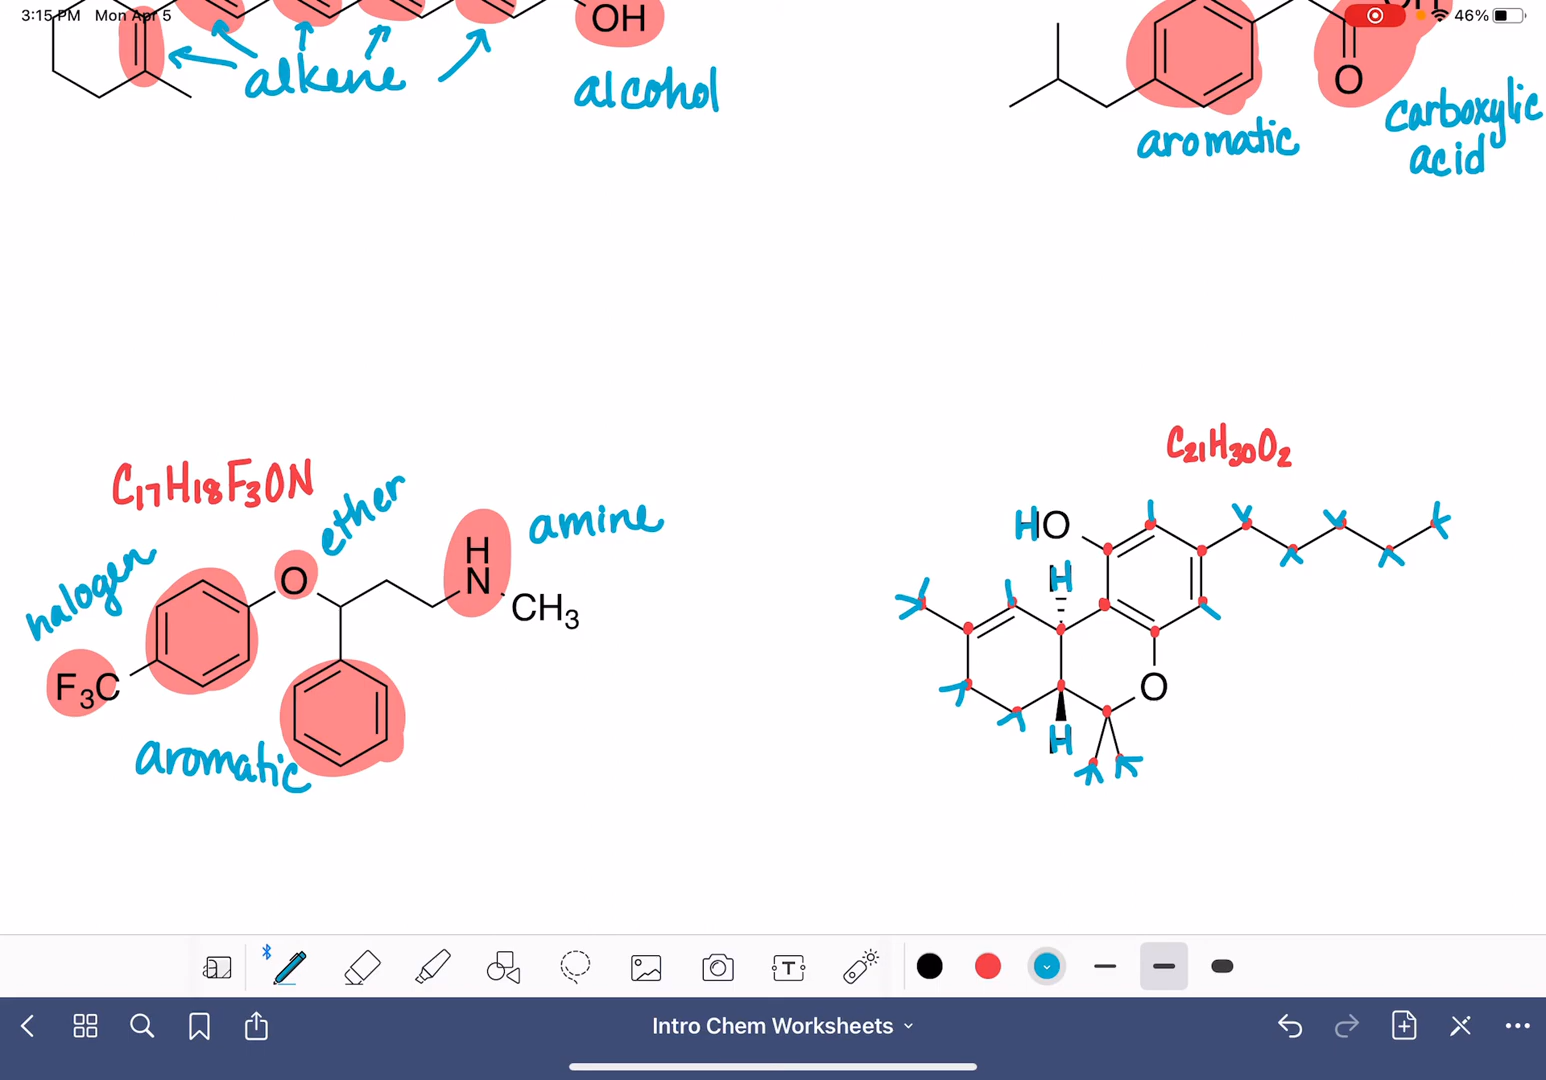 3:15 PM Mon Apr 5
46%
OH
alkene
alcohol
O
aromatic
carboxylic
acid
C17H18F3ON
ether
halogen
amine
O
H
N
CH3
F3C
aromatic
C21H30O2
HO
H
O
H
T
Intro Chem Worksheets